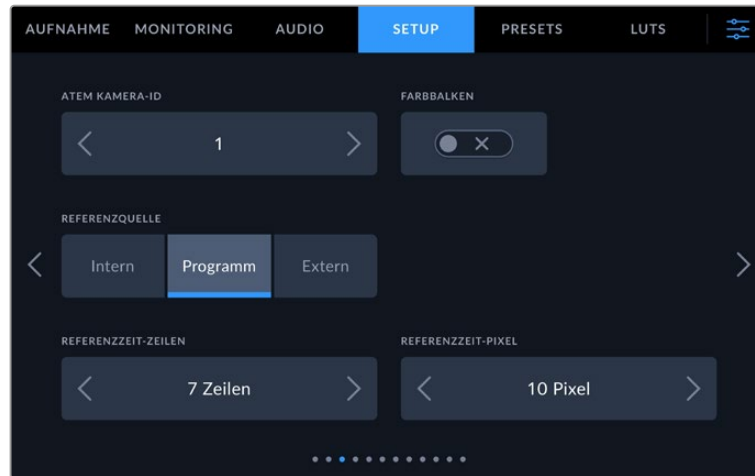 AUFNAHME MONITORING AUDIO SETUP PRESETS LUTS
ATEM KAMERA-ID FARBBALKEN
1
REFERENZQUELLE
Intern Programm Extern
REFERENZZEIT-ZEILEN REFERENZZEIT-PIXEL
7 Zeilen 10 Pixel